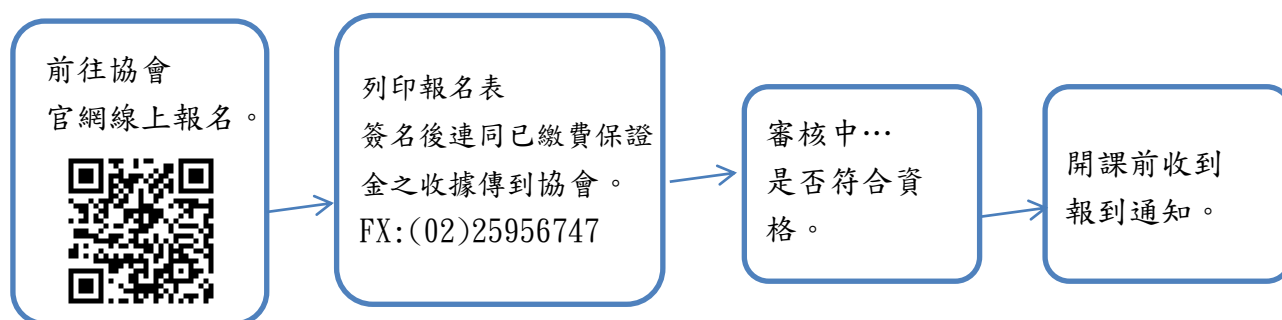 前往協會
官網線上報名。
列印報名表
簽名後連同已繳費保證
金之收據傳到協會。
FX:(02)25956747
審核中…
是否符合資
格。
開課前收到
報到通知。